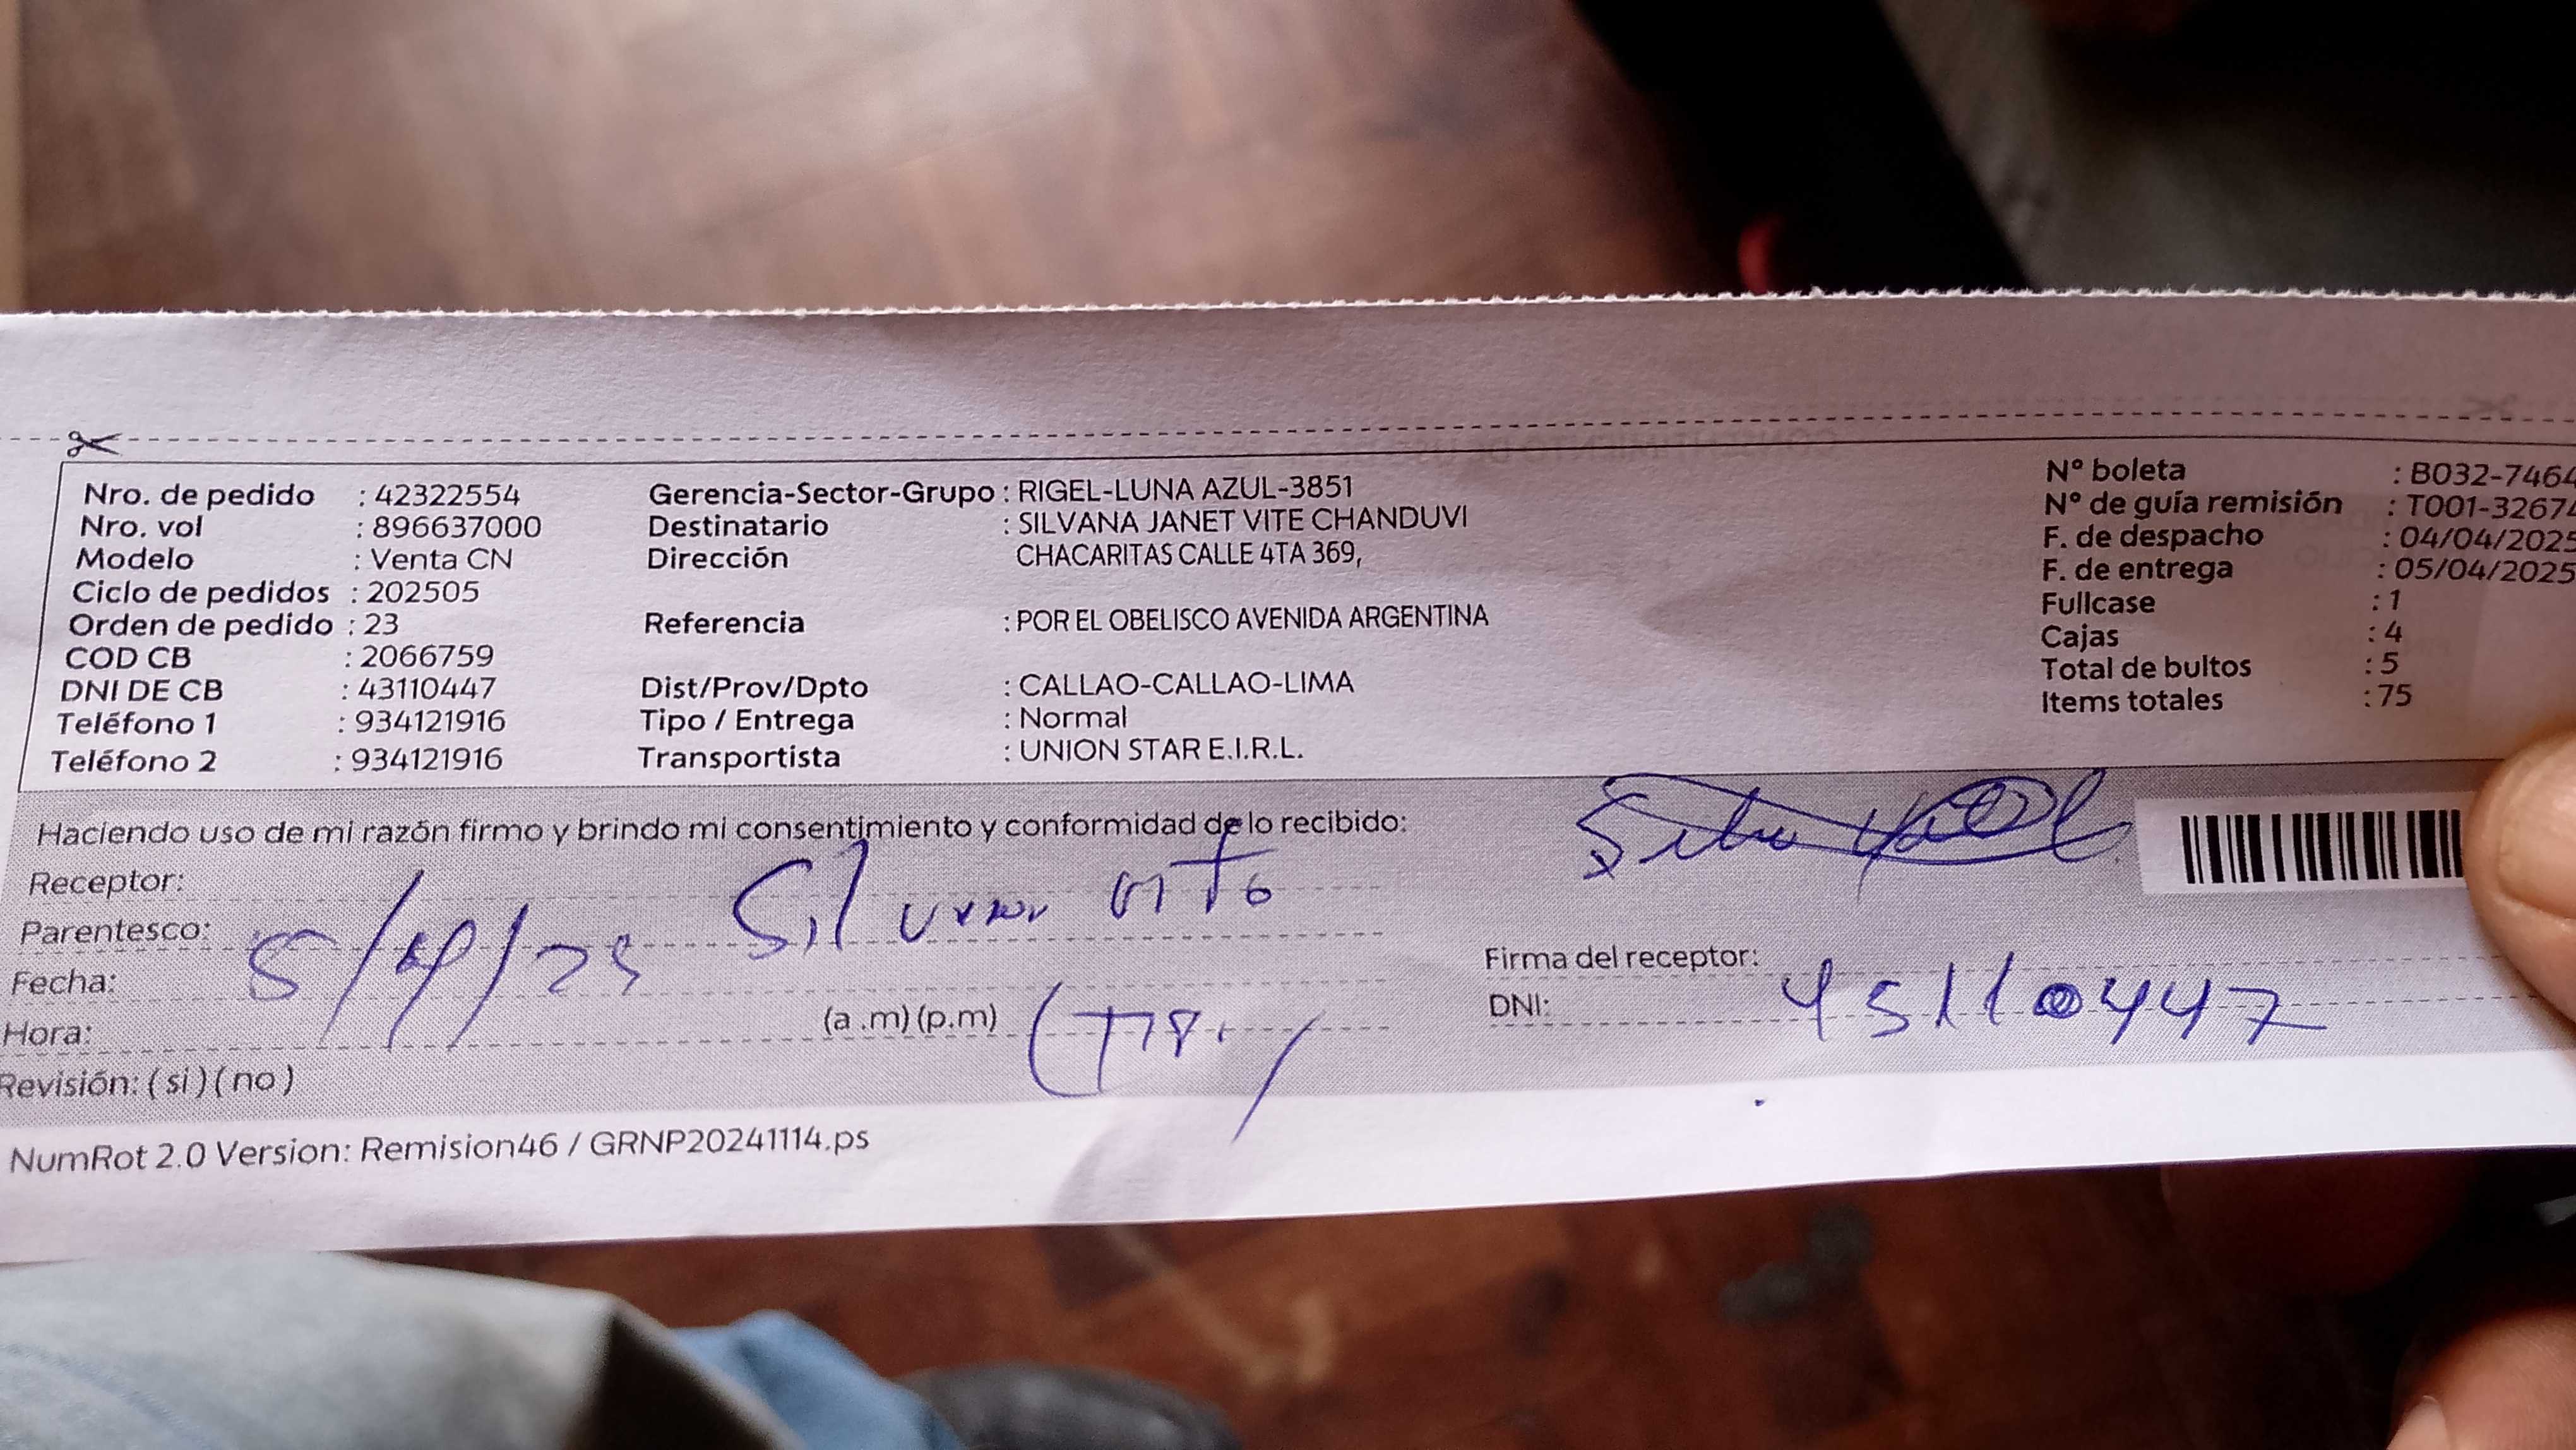 Nro. de pedido : 42322554
Nro. vol : 896637000
Modelo : Venta CN
Ciclo de pedidos : 202505
Orden de pedido : 23
COD CB : 2066759
DNI DE CB : 43110447
Teléfono 1 : 934121916
Teléfono 2 : 934121916
Gerencia-Sector-Grupo : RIGEL-LUNA AZUL-3851
Destinatario : SILVANA JANET VITE CHANDUVI
Dirección CHACARITAS CALLE 4TA 369,
Referencia : POR EL OBELISCO AVENIDA ARGENTINA
Dist/Prov/Dpto : CALLAO-CALLAO-LIMA
Tipo / Entrega : Normal
Transportista : UNION STAR E.I.R.L.
N° boleta : B032-7464
N° de guía remisión : T001-32674
F. de despacho : 04/04/2025
F. de entrega : 05/04/2025
Fullcase : 1
Cajas : 4
Total de bultos : 5
Items totales : 75
Haciendo uso de mi razón firmo y brindo mi consentimiento y conformidad de lo recibido:
Receptor:
Parentesco:
Fecha:
Hora: (a .m) (p.m)
Revisión: ( si ) ( no )
Firma del receptor:
DNI: 45110447
NumRot 2.0 Version: Remision46 / GRNP20241114.ps